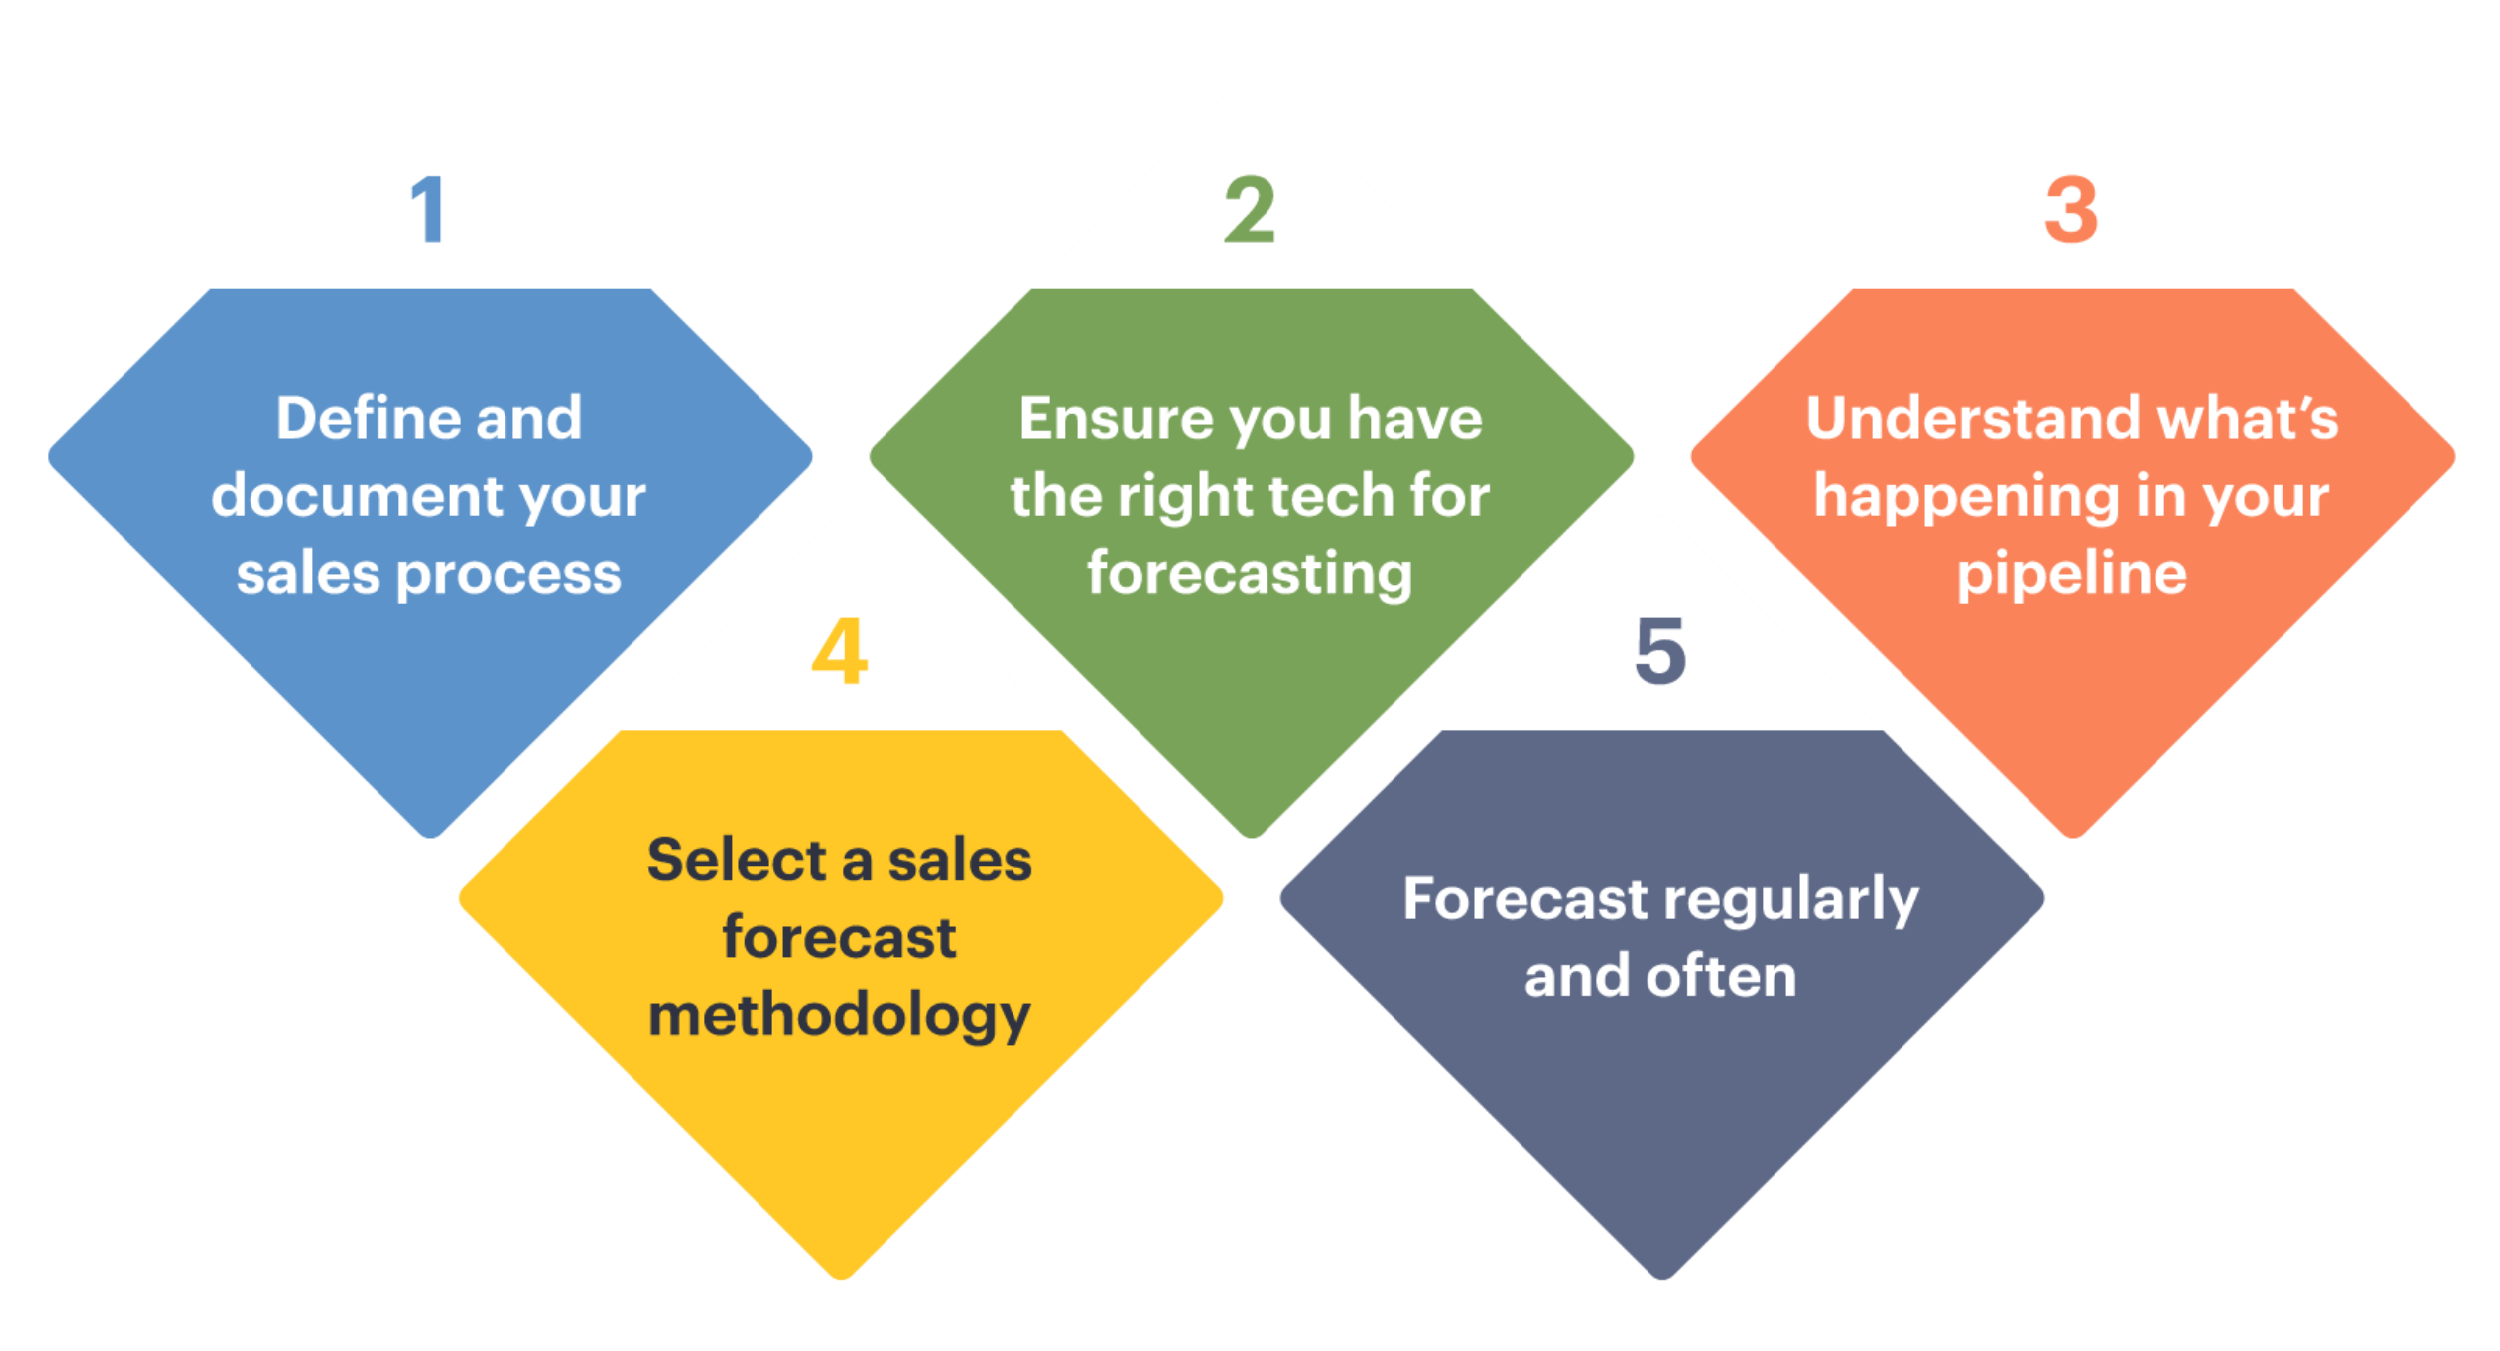 1
Define and
document your
sales process
2
Ensure you have
the right tech for
forecasting
3
Understand what's
happening in your
pipeline
4
Select a sales
forecast
methodology
5
Forecast regularly
and often